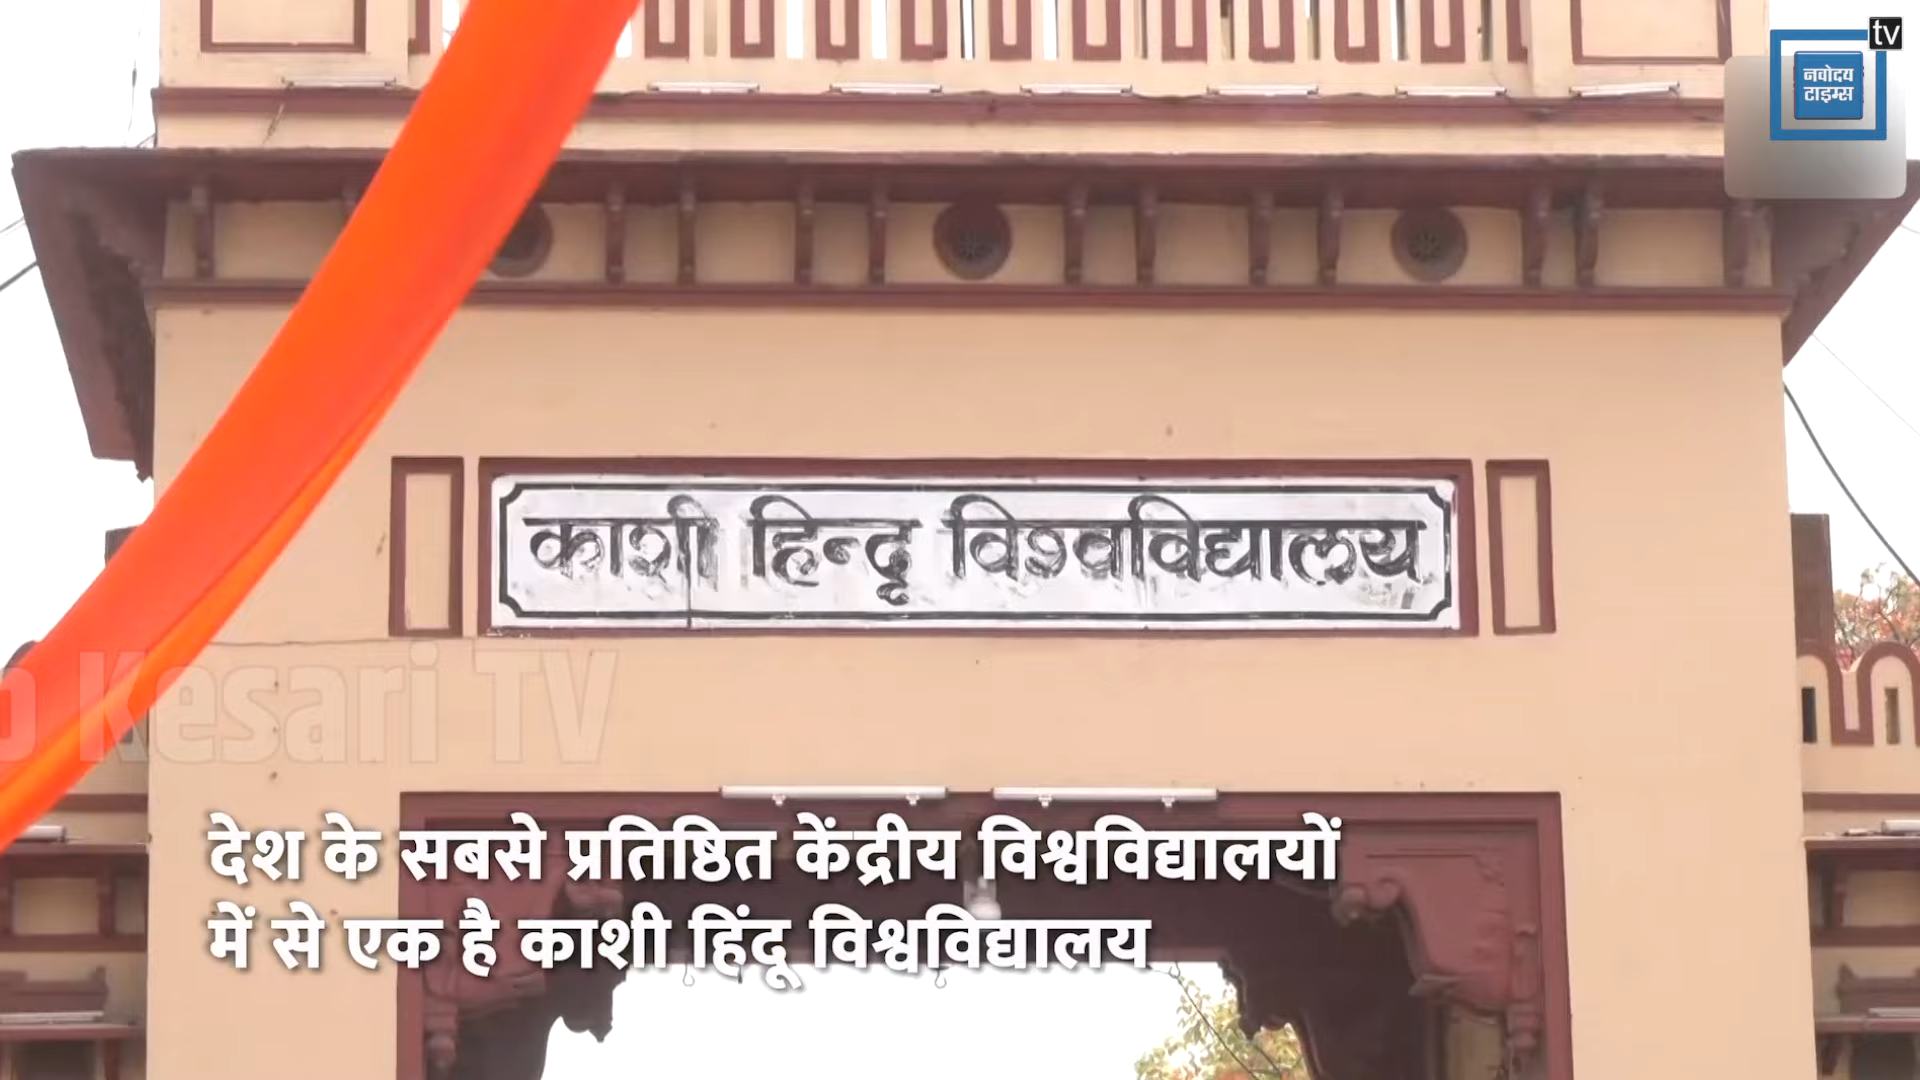 tv
नवोदय
टाइम्स
काशी हिन्दू विश्वविद्यालय
Kesari TV
देश के सबसे प्रतिष्ठित केंद्रीय विश्वविद्यालयों
में से एक है काशी हिंदू विश्वविद्यालय